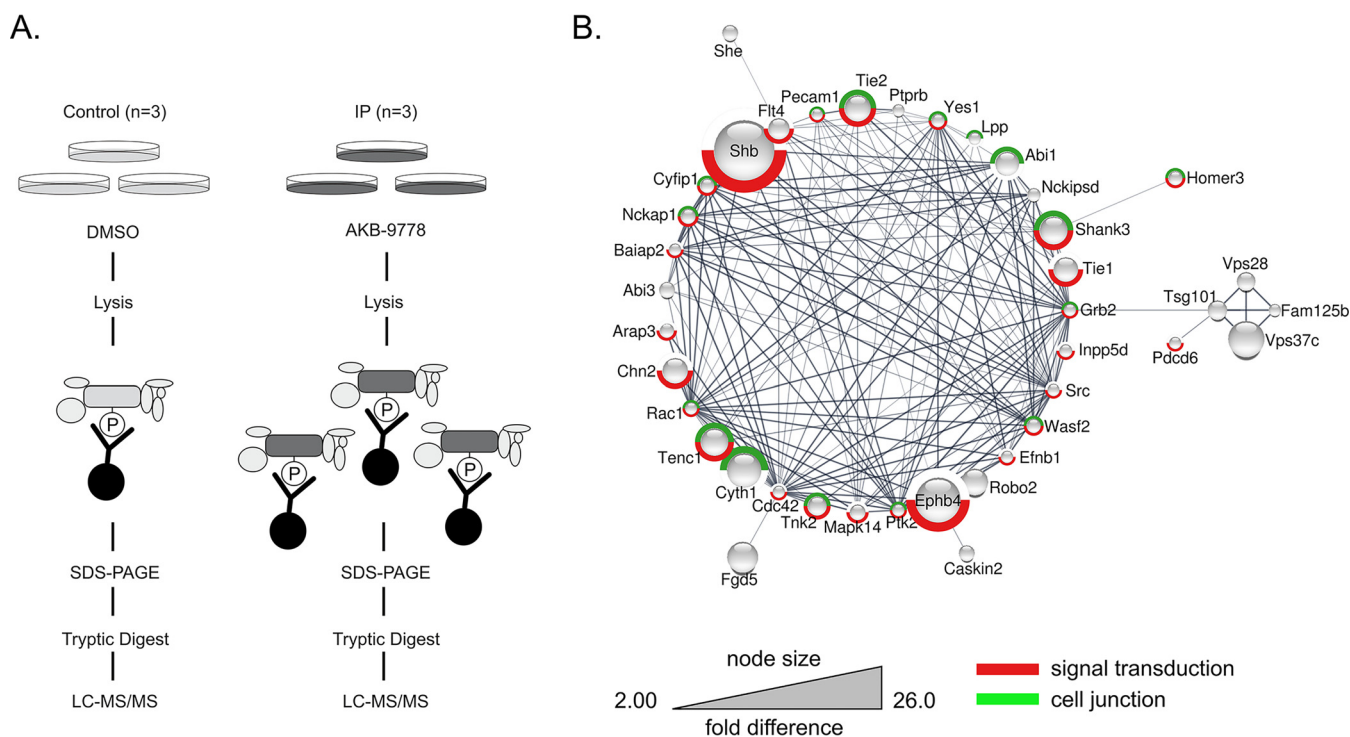 A.
Control (n=3)
IP (n=3)
DMSO
AKB-9778
Lysis
Lysis
P
P
P
P
SDS-PAGE
SDS-PAGE
Tryptic Digest
Tryptic Digest
LC-MS/MS
LC-MS/MS
B.
She
Flt4
Pecam1
Tie2
Ptprb
Yes1
Lpp
Abi1
Nckipsd
Homer3
Shank3
Tie1
Grb2
Tsg101
Vps28
Fam125b
Vps37c
Pdcd6
Inpp5d
Src
Wasf2
Efnb1
Robo2
Ephb4
Caskin2
Ptk2
Mapk14
Tnk2
Cdc42
Fgd5
Cyth1
Tenc1
Rac1
Chn2
Arap3
Abi3
Baiap2
Nckap1
Cyfip1
Shb
node size
2.00
26.0
fold difference
signal transduction
cell junction